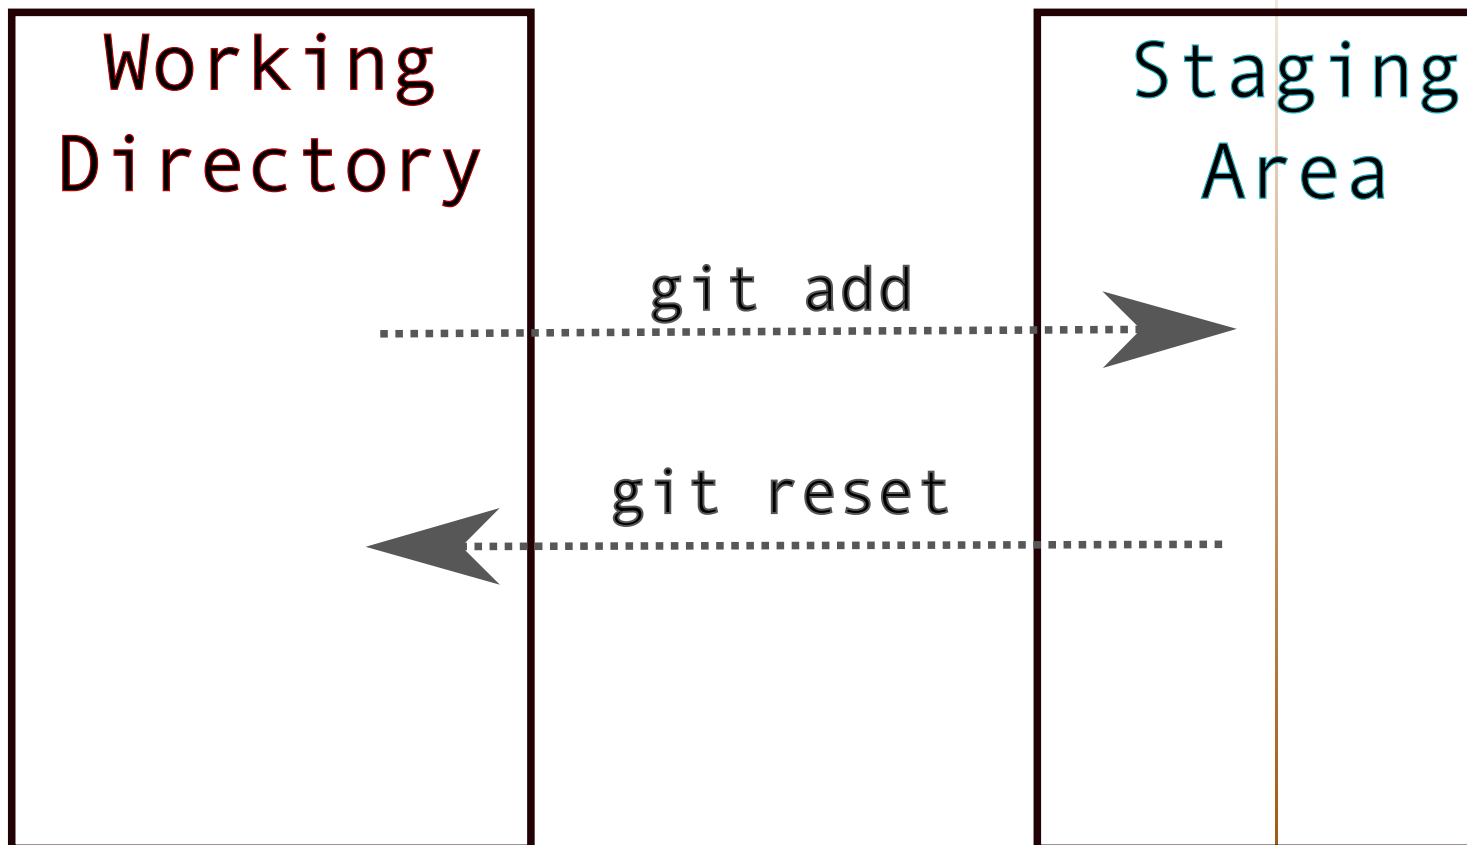 Working
Directory
Staging
Area
git add
git reset